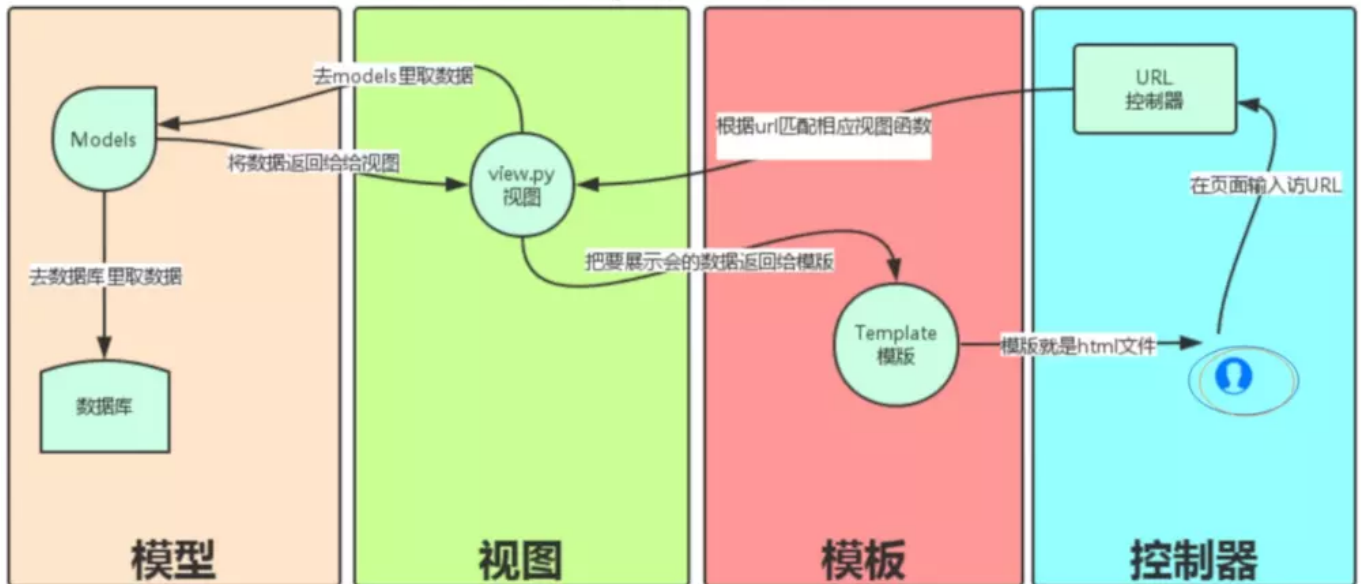 去models里取数据
URL
控制器
根据url匹配相应视图函数
Models
将数据返回给给视图
view.py
视图
在页面输入访URL
把要展示会的数据返回给模版
去数据库里取数据
Template
模版
模版就是html文件
数据库
模型
视图
模板
控制器